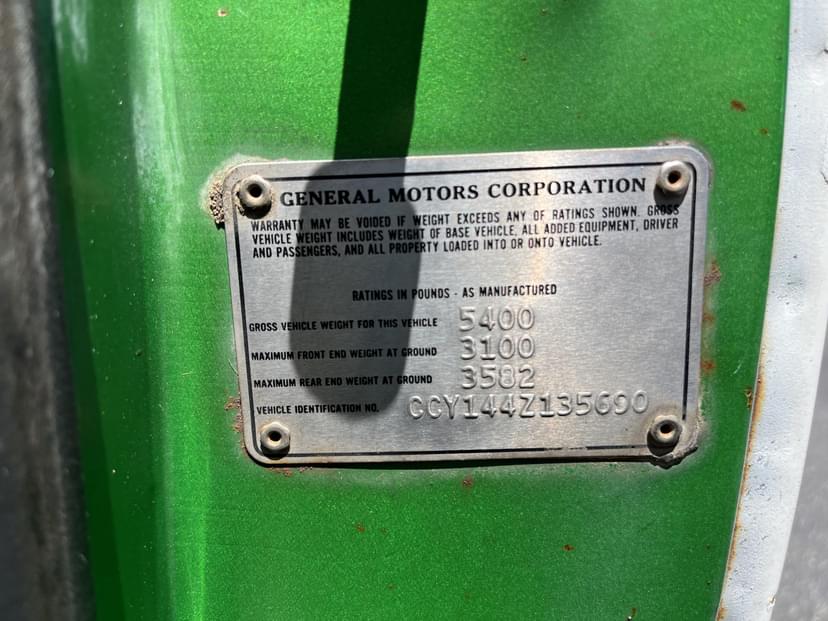 GENERAL MOTORS CORPORATION
WARRANTY MAY BE VOIDED IF WEIGHT EXCEEDS ANY OF RATINGS SHOWN. GROSS
VEHICLE WEIGHT INCLUDES WEIGHT OF BASE VEHICLE, ALL ADDED EQUIPMENT, DRIVER
AND PASSENGERS, AND ALL PROPERTY LOADED INTO OR ONTO VEHICLE.
RATINGS IN POUNDS - AS MANUFACTURED
GROSS VEHICLE WEIGHT FOR THIS VEHICLE 5400
MAXIMUM FRONT END WEIGHT AT GROUND 3100
MAXIMUM REAR END WEIGHT AT GROUND 3582
VEHICLE IDENTIFICATION NO. CCY144Z135690